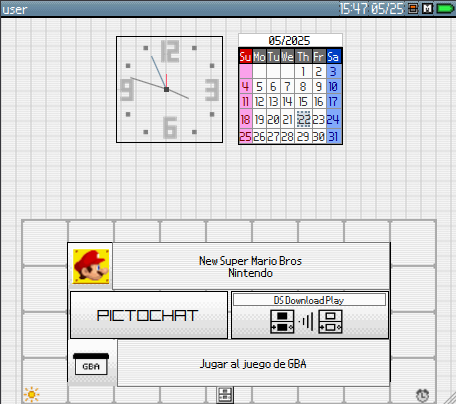 user
15:47 05/25 M
12
9 3
6
05/2025
Su Mo Tu We Th Fr Sa
1 2 3
4 5 6 7 8 9 10
11 12 13 14 15 16 17
18 19 20 21 22 23 24
25 26 27 28 29 30 31
New Super Mario Bros
Nintendo
PICTOCHAT
DS Download Play
GBA
Jugar al juego de GBA